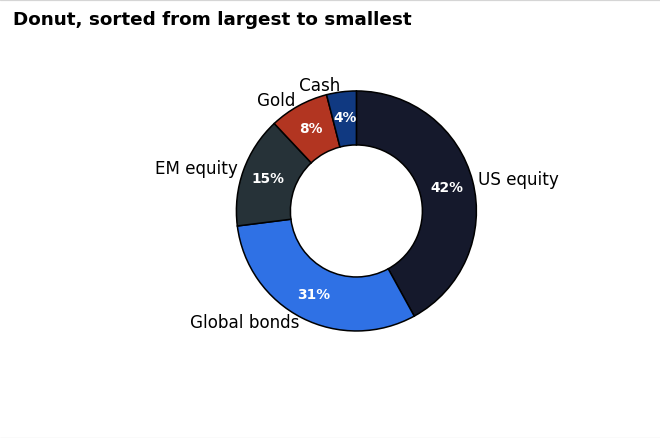 Donut, sorted from largest to smallest
Cash
Gold
4%
8%
EM equity
15%
US equity
42%
31%
Global bonds